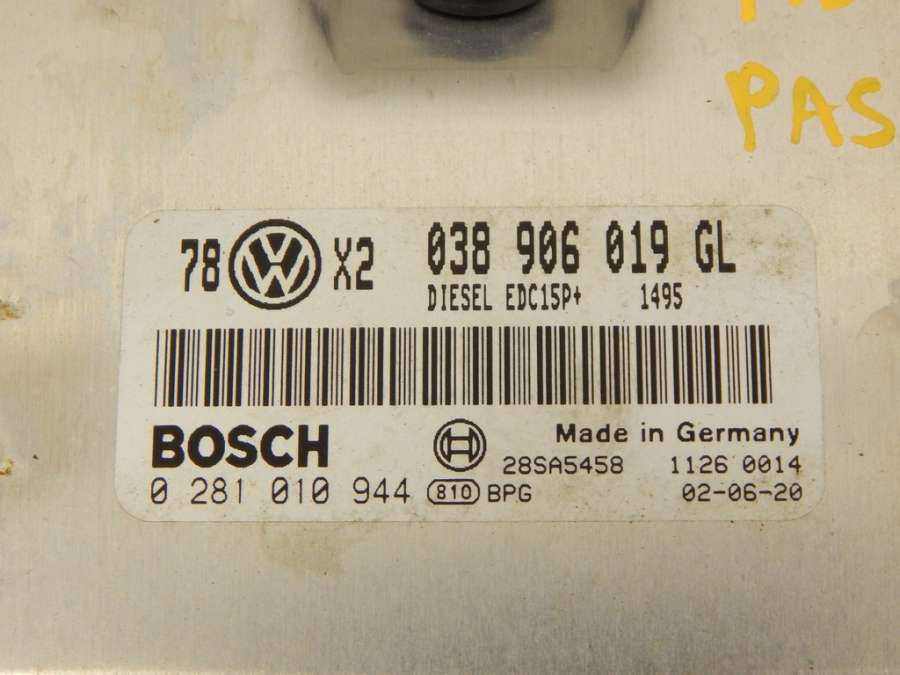 PAS
78 VW X2 038 906 019 GL
DIESEL EDC15P+ 1495
BOSCH
Made in Germany
28SA5458 1126 0014
0 281 010 944 810 BPG 02-06-20